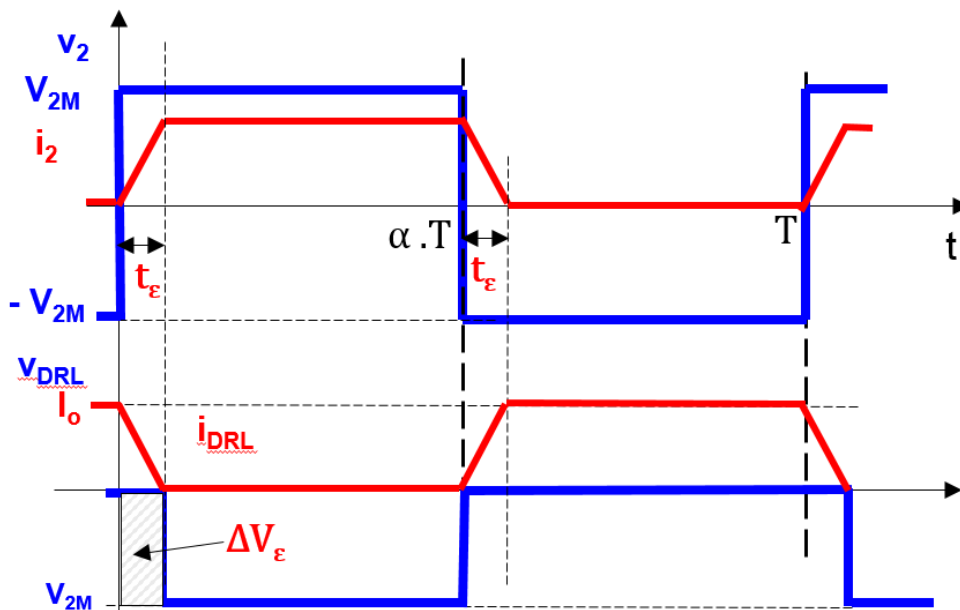 v2
V2M
i2
α .T
T
t
tε
tε
- V2M
vDRL
Io
iDRL
ΔVε
V2M